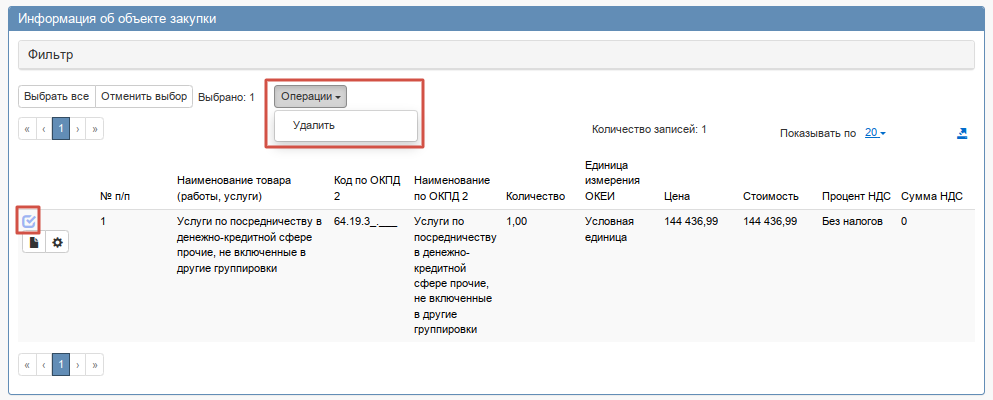 Информация об объекте закупки
Фильтр
Выбрать все Отменить выбор Выбрано: 1 Операции
Удалить
« ‹ 1 › » Количество записей: 1 Показывать по 20
№ п/п Наименование товара (работы, услуги) Код по ОКПД 2 Наименование по ОКПД 2 Количество Единица измерения ОКЕИ Цена Стоимость Процент НДС Сумма НДС
1 Услуги по посредничеству в денежно-кредитной сфере прочие, не включенные в другие группировки 64.19.3_.___ Услуги по посредничеству в денежно-кредитной сфере прочие, не включенные в другие группировки 1,00 Условная единица 144 436,99 144 436,99 Без налогов 0
« ‹ 1 › »